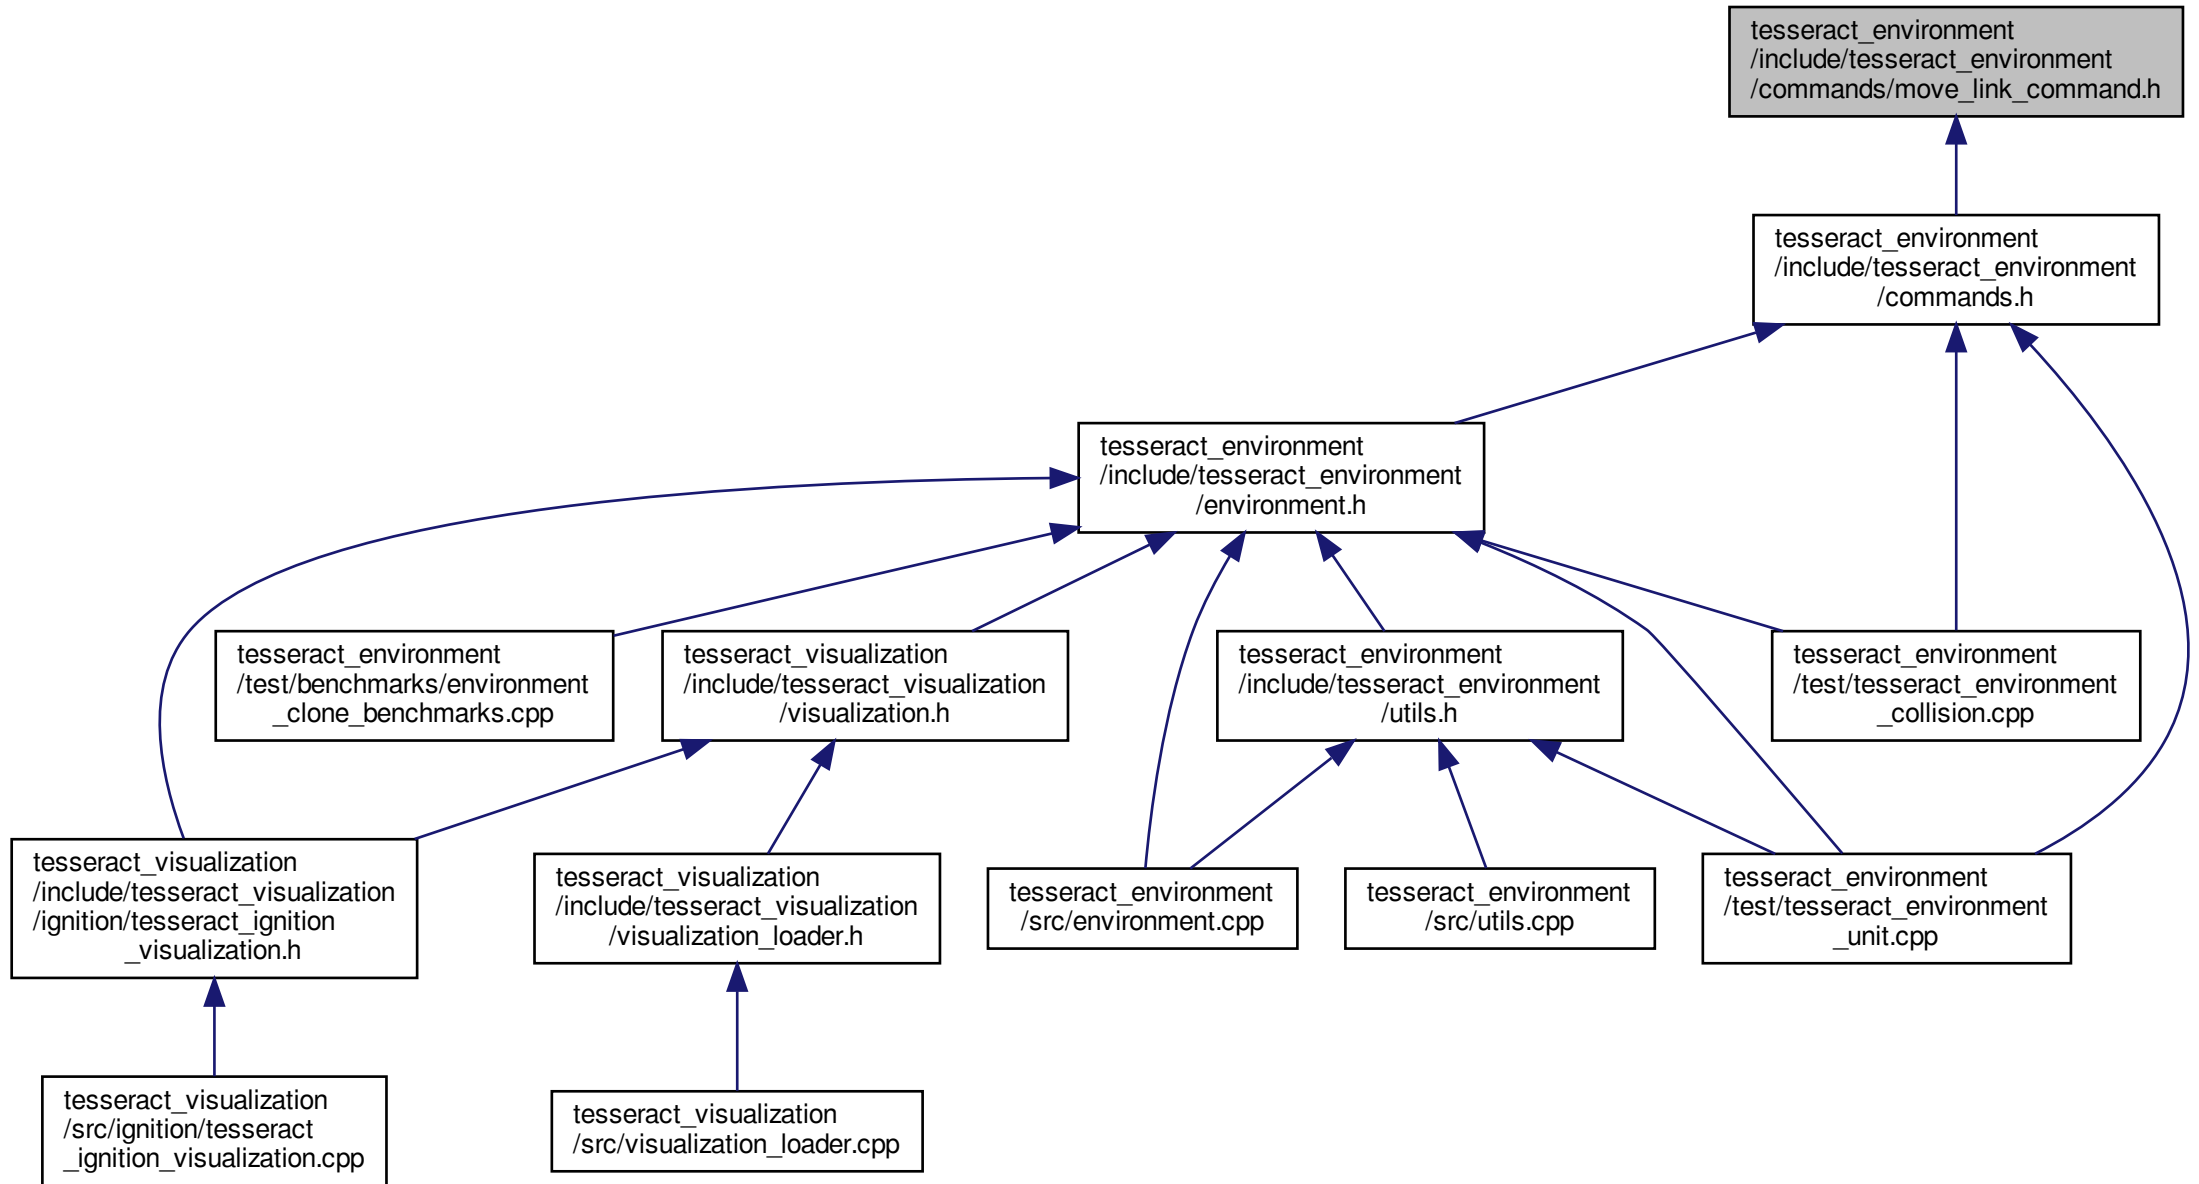 tesseract_environment
/include/tesseract_environment
/commands/move_link_command.h
tesseract_environment
/include/tesseract_environment
/commands.h
tesseract_environment
/include/tesseract_environment
/environment.h
tesseract_environment
/test/benchmarks/environment
_clone_benchmarks.cpp
tesseract_visualization
/include/tesseract_visualization
/visualization.h
tesseract_environment
/include/tesseract_environment
/utils.h
tesseract_environment
/test/tesseract_environment
_collision.cpp
tesseract_visualization
/include/tesseract_visualization
/ignition/tesseract_ignition
_visualization.h
tesseract_visualization
/include/tesseract_visualization
/visualization_loader.h
tesseract_environment
/src/environment.cpp
tesseract_environment
/src/utils.cpp
tesseract_environment
/test/tesseract_environment
_unit.cpp
tesseract_visualization
/src/ignition/tesseract
_ignition_visualization.cpp
tesseract_visualization
/src/visualization_loader.cpp